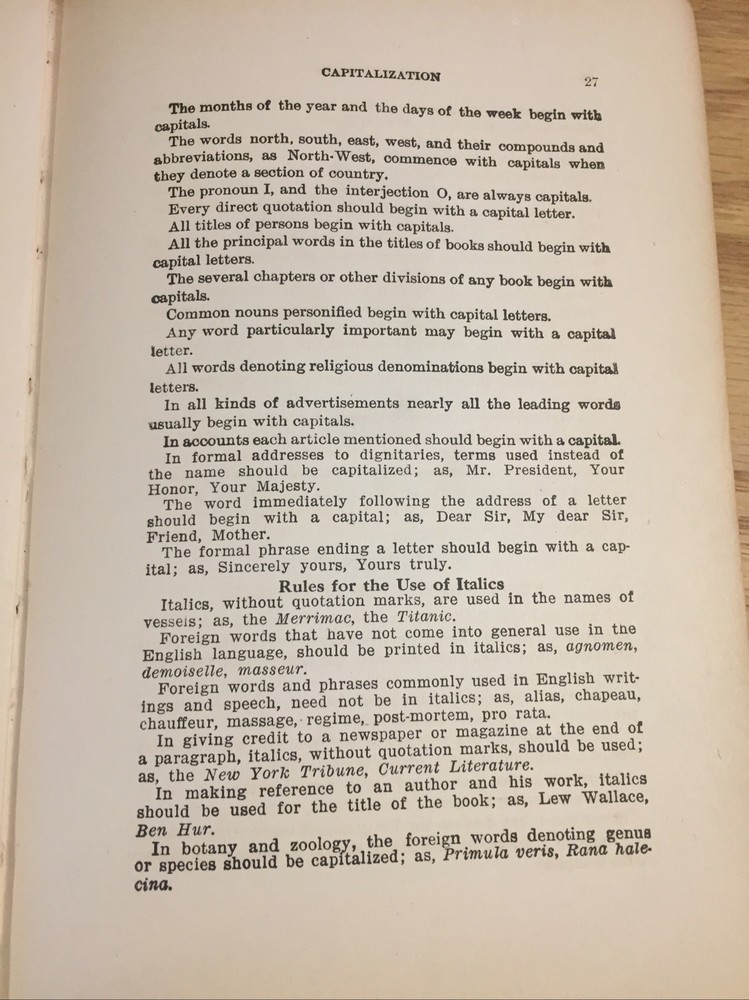 CAPITALIZATION 27
The months of the year and the days of the week begin with
capitals.
The words north, south, east, west, and their compounds and
abbreviations, as North-West, commence with capitals when
they denote a section of country.
The pronoun I, and the interjection O, are always capitals.
Every direct quotation should begin with a capital letter.
All titles of persons begin with capitals.
All the principal words in the titles of books should begin with
capital letters.
The several chapters or other divisions of any book begin with
capitals.
Common nouns personified begin with capital letters.
Any word particularly important may begin with a capital
letter.
All words denoting religious denominations begin with capital
letters.
In all kinds of advertisements nearly all the leading words
usually begin with capitals.
In accounts each article mentioned should begin with a capital.
In formal addresses to dignitaries, terms used instead of
the name should be capitalized; as, Mr. President, Your
Honor, Your Majesty.
The word immediately following the address of a letter
should begin with a capital; as, Dear Sir, My dear Sir,
Friend, Mother.
The formal phrase ending a letter should begin with a cap-
ital; as, Sincerely yours, Yours truly.
Rules for the Use of Italics
Italics, without quotation marks, are used in the names of
vessels; as, the Merrimac, the Titanic.
Foreign words that have not come into general use in the
English language, should be printed in italics; as, agnomen,
demoiselle, masseur.
Foreign words and phrases commonly used in English writ-
ings and speech, need not be in italics; as, alias, chapeau,
chauffeur, massage, regime, post-mortem, pro rata.
In giving credit to a newspaper or magazine at the end of
a paragraph, italics, without quotation marks, should be used;
as, the New York Tribune, Current Literature.
In making reference to an author and his work, italics
should be used for the title of the book; as, Lew Wallace,
Ben Hur.
In botany and zoology, the foreign words denoting genus
or species should be capitalized; as, Primula veris, Rana hale-
cina.